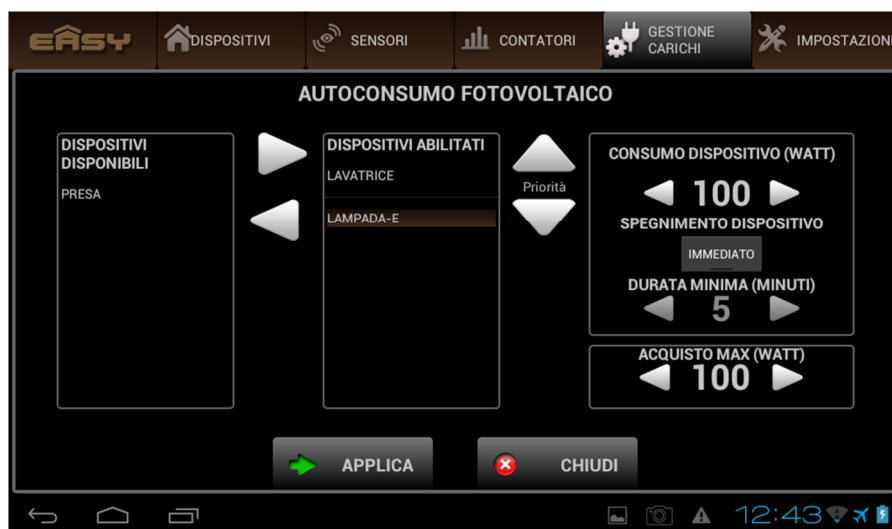 eÂsy
DISPOSITIVI
SENSORI
CONTATORI
GESTIONE
CARICHI
IMPOSTAZIONI
AUTOCONSUMO FOTOVOLTAICO
DISPOSITIVI
DISPONIBILI
PRESA
DISPOSITIVI ABILITATI
LAVATRICE
LAMPADA-E
Priorità
CONSUMO DISPOSITIVO (WATT)
100
SPEGNIMENTO DISPOSITIVO
IMMEDIATO
DURATA MINIMA (MINUTI)
5
ACQUISTO MAX (WATT)
100
APPLICA
CHIUDI
12:43